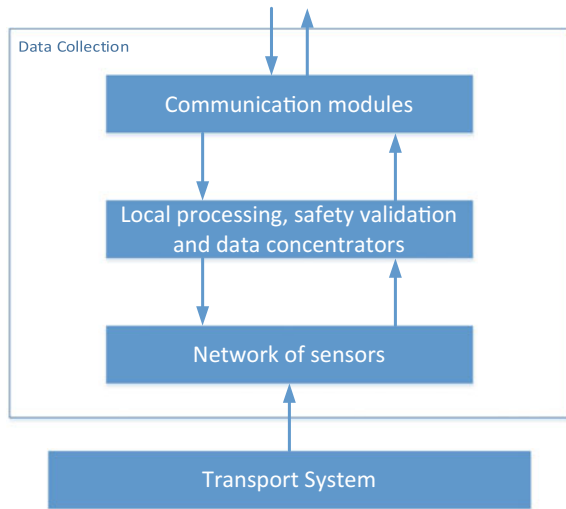 Data Collection
Communication modules
Local processing, safety validation
and data concentrators
Network of sensors
Transport System